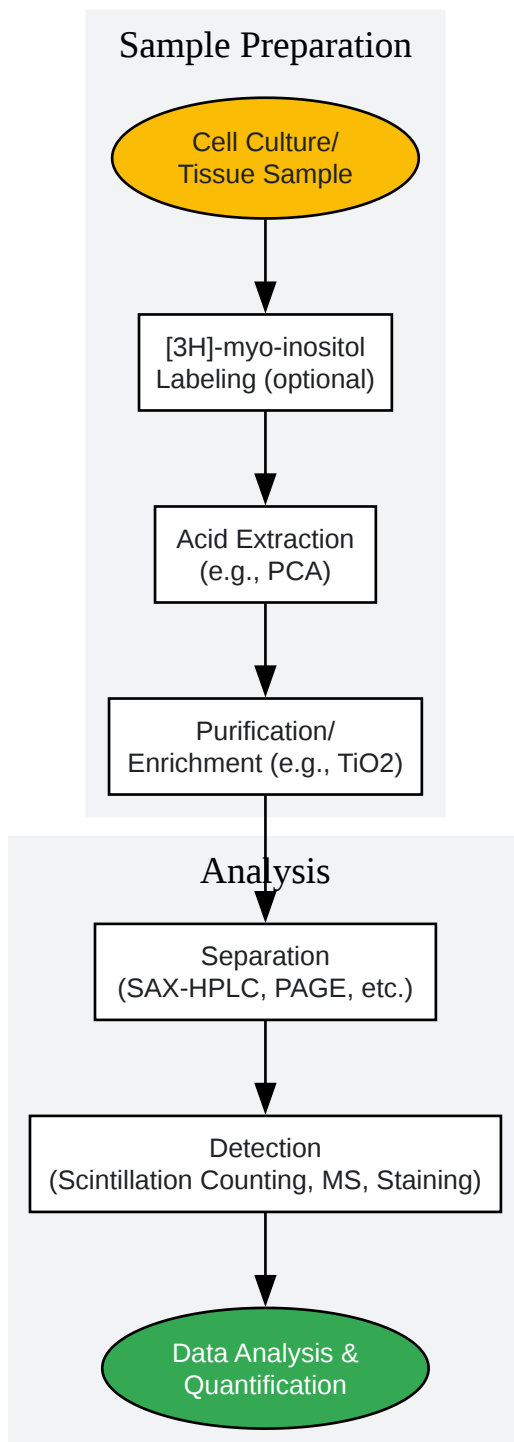 Sample Preparation
Cell Culture/
Tissue Sample
[3H]-myo-inositol
Labeling (optional)
Acid Extraction
(e.g., PCA)
Purification/
Enrichment (e.g., TiO2)
Analysis
Separation
(SAX-HPLC, PAGE, etc.)
Detection
(Scintillation Counting, MS, Staining)
Data Analysis &
Quantification